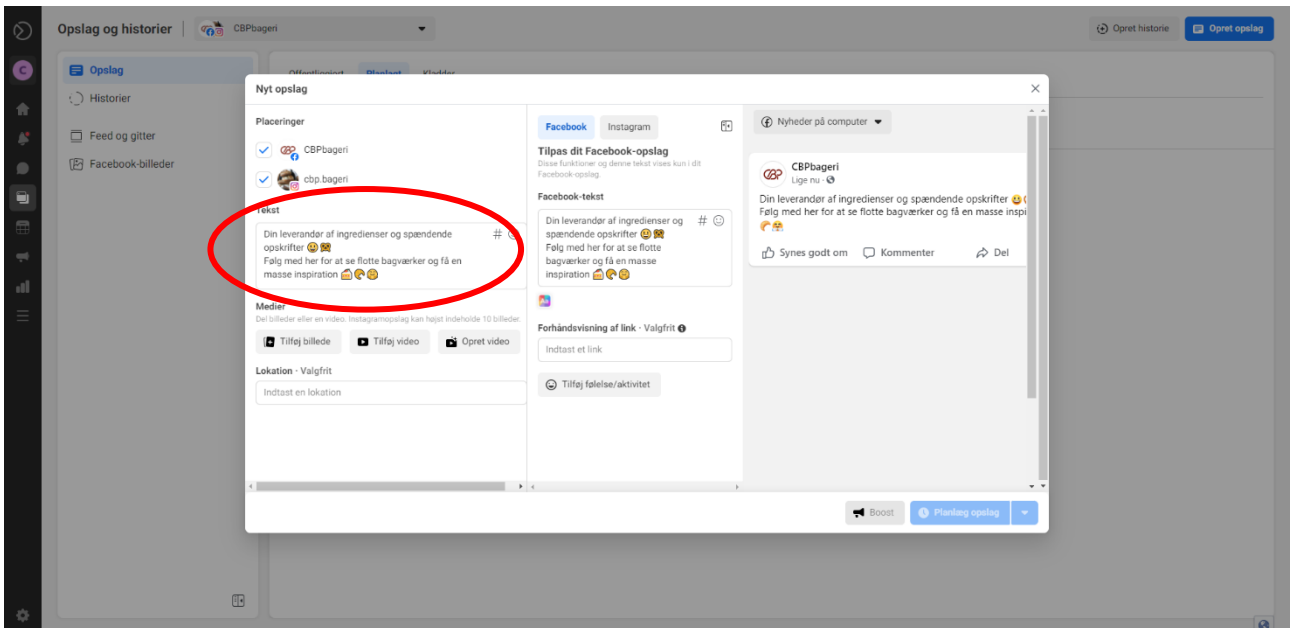 Opslag og historier
CBPbageri
Opret historie
Opret opslag
C
Opslag
Historier
Feed og gitter
Facebook-billeder
Offentliggjort
Planlagt
Kladder
Nyt opslag
Placeringer
CBPbageri
cbp.bageri
Tekst
Din leverandør af ingredienser og spændende
opskrifter 😃
Følg med her for at se flotte bagværker og få en
masse inspiration 🍰🥐
Medier
Del billeder eller en video. Instagramopslag kan højst indeholde 10 billeder.
Tilføj billede
Tilføj video
Opret video
Lokation · Valgfrit
Indtast en lokation
Facebook
Instagram
Tilpas dit Facebook-opslag
Disse funktioner og denne tekst vises kun i dit
Facebook-opslag.
Facebook-tekst
Din leverandør af ingredienser og
spændende opskrifter 😃
Følg med her for at se flotte
bagværker og få en masse
inspiration 🍰🥐
Forhåndsvisning af link · Valgfrit
Indtast et link
Tilføj følelse/aktivitet
Nyheder på computer
CBP
CBPbageri
Lige nu ·
Din leverandør af ingredienser og spændende opskrifter 😃
Følg med her for at se flotte bagværker og få en masse inspi
🥐
Synes godt om
Kommenter
Del
Boost
Planlæg opslag